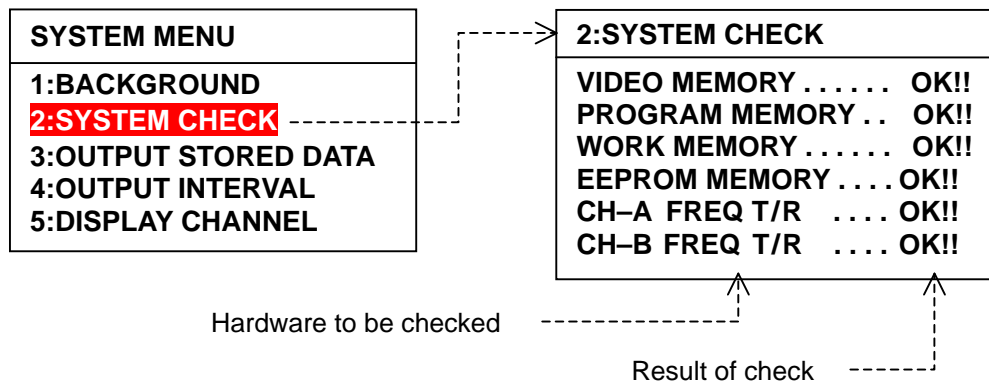 SYSTEM MENU
1:BACKGROUND
2:SYSTEM CHECK
3:OUTPUT STORED DATA
4:OUTPUT INTERVAL
5:DISPLAY CHANNEL
2:SYSTEM CHECK
VIDEO MEMORY . . . . . . OK!!
PROGRAM MEMORY . . OK!!
WORK MEMORY . . . . . . OK!!
EEPROM MEMORY . . . . OK!!
CH–A FREQ T/R . . . . OK!!
CH–B FREQ T/R . . . . OK!!
Hardware to be checked
Result of check